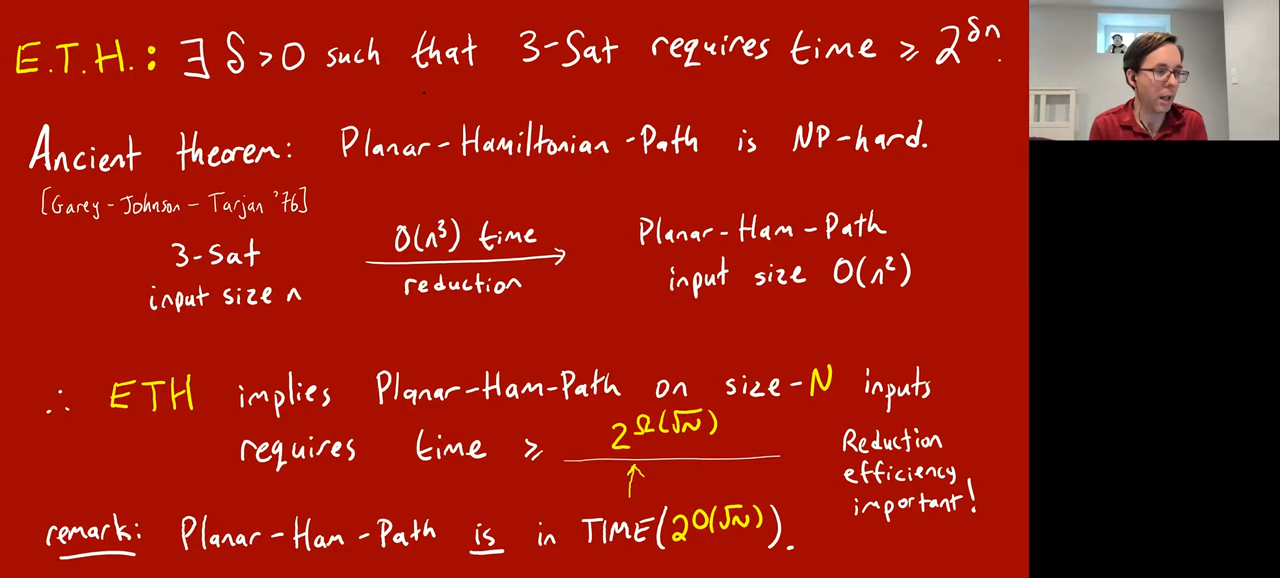 E.T.H.: ∃ δ > 0 such that 3-Sat requires time ≥ 2^{δn}.
Ancient theorem: Planar-Hamiltonian-Path is NP-hard.
[Garey-Johnson-Tarjan '76]
3-Sat
input size n
O(n^3) time
reduction
Planar-Ham-Path
input size O(n^2)
∴ ETH implies Planar-Ham-Path on size-N inputs
requires time ≥ 2^{Ω(√N)}
Reduction
efficiency
important!
remark: Planar-Ham-Path is in TIME(2^{O(√N)}).